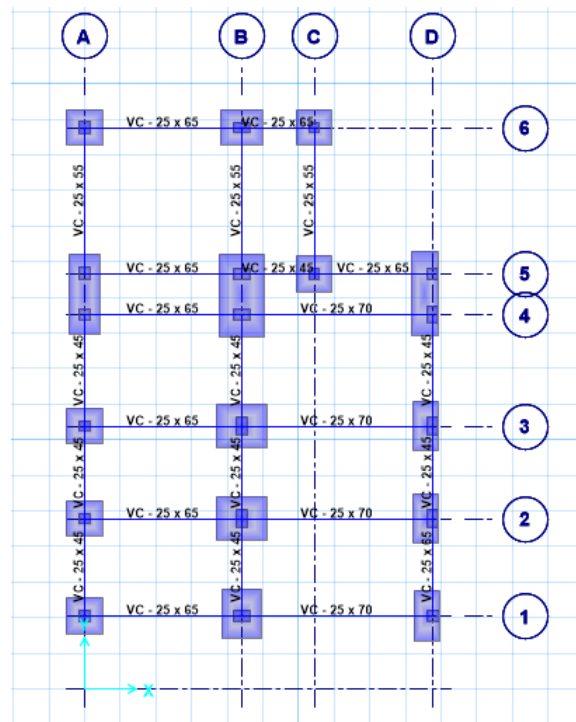 A B C D
VC - 25 x 65 VC - 25 x 65 6
VC - 25 x 55 VC - 25 x 55 VC - 25 x 55
VC - 25 x 65 VC - 25 x 45 VC - 25 x 65 5
VC - 25 x 65 VC - 25 x 70 4
VC - 25 x 45 VC - 25 x 45 VC - 25 x 45
VC - 25 x 65 VC - 25 x 70 3
VC - 25 x 45 VC - 25 x 45 VC - 25 x 45
VC - 25 x 65 VC - 25 x 70 2
VC - 25 x 45 VC - 25 x 45 VC - 25 x 65
VC - 25 x 65 VC - 25 x 70 1
Y
X